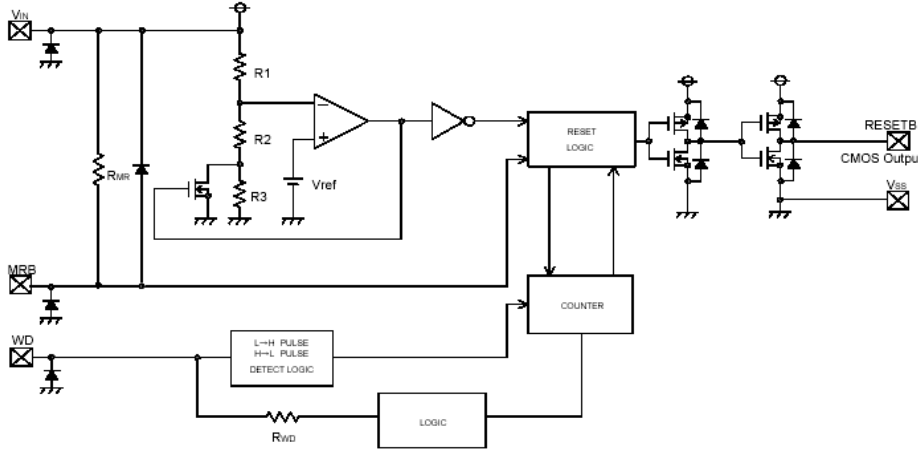 VIN
R1
R2
R3
Vref
RMR
RESET
LOGIC
RESETB
CMOS Outpu
VSS
MRB
COUNTER
WD
L→H PULSE
H→L PULSE
DETECT LOGIC
LOGIC
RWD